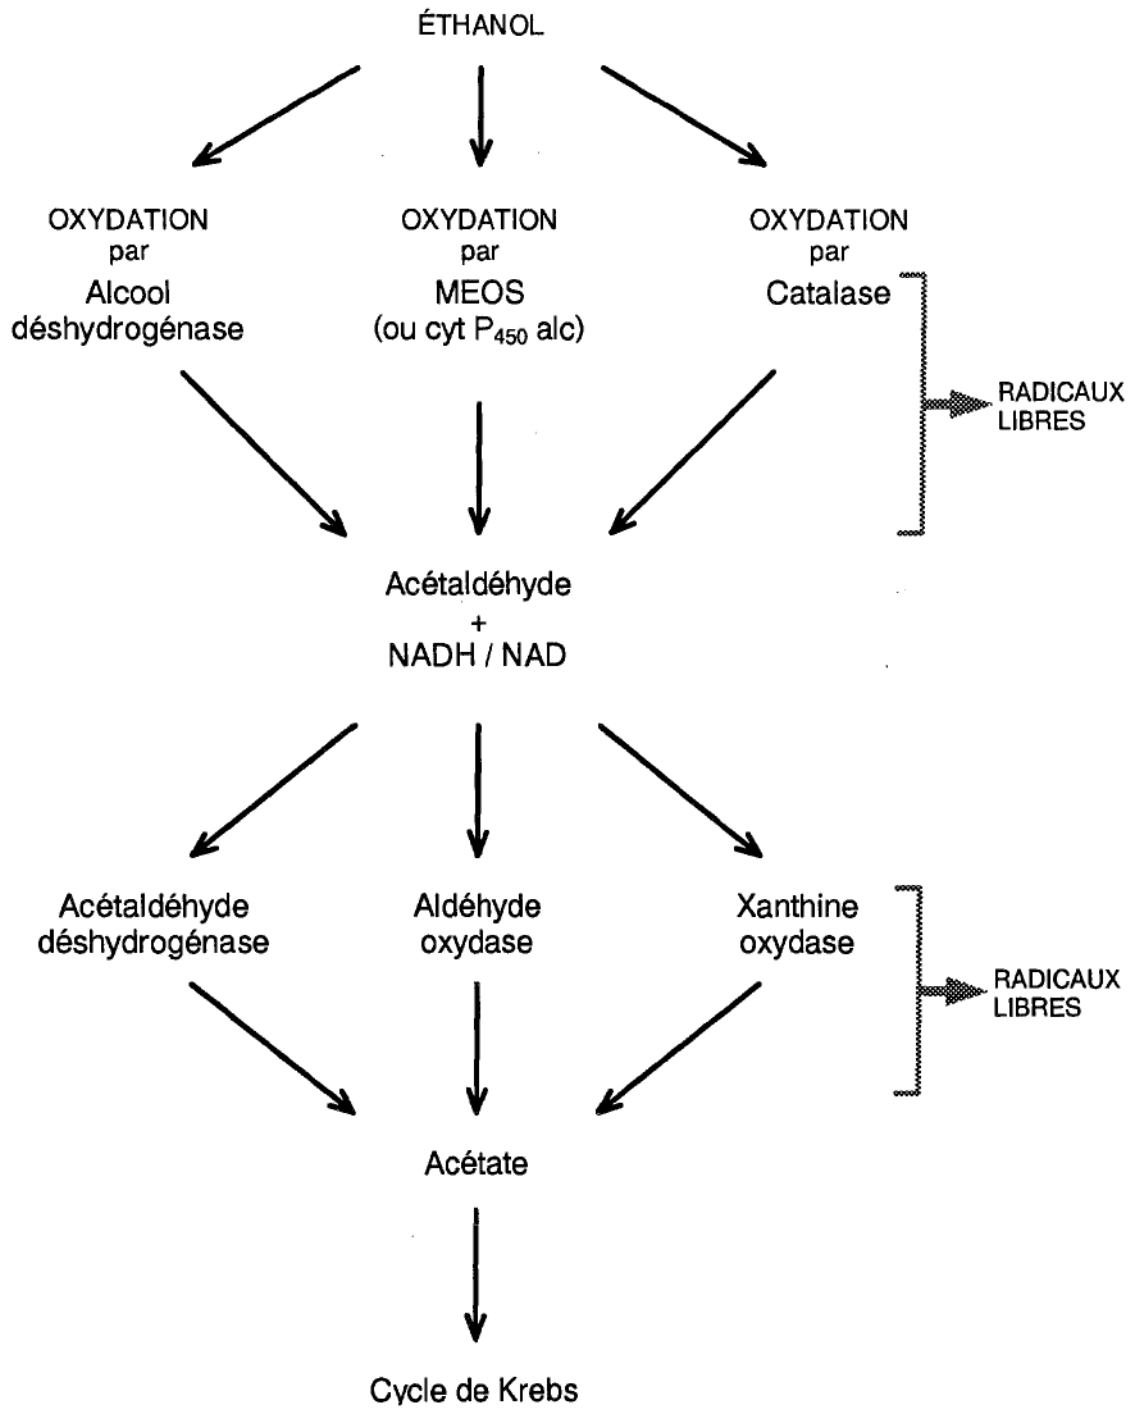 ÉTHANOL
OXYDATION
par
Alcool
déshydrogénase
OXYDATION
par
MEOS
(ou cyt P450 alc)
OXYDATION
par
Catalase
RADICAUX
LIBRES
Acétaldéhyde
+
NADH / NAD
Acétaldéhyde
déshydrogénase
Aldéhyde
oxydase
Xanthine
oxydase
RADICAUX
LIBRES
Acétate
Cycle de Krebs